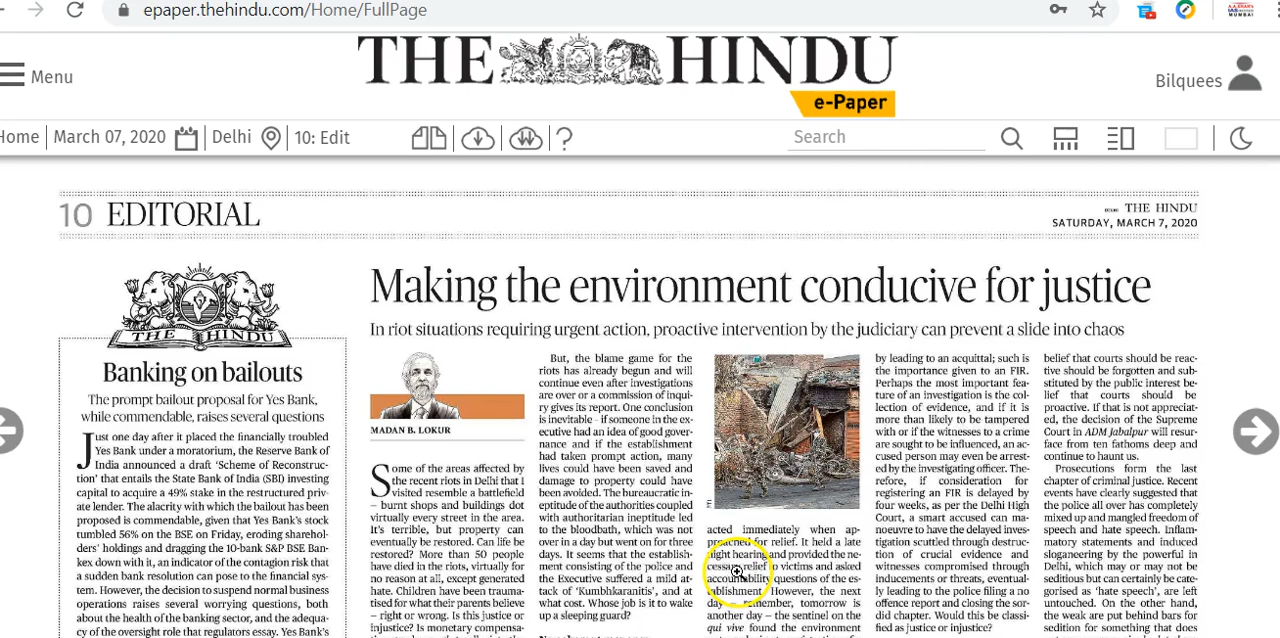 epaper.thehindu.com/Home/FullPage
Menu
THE HINDU
e-Paper
Bilquees
Home March 07, 2020 Delhi 10: Edit
Search
10 EDITORIAL
THE HINDU
SATURDAY, MARCH 7, 2020
THE HINDU
Banking on bailouts
The prompt bailout proposal for Yes Bank,
while commendable, raises several questions
Just one day after it placed the financially troubled
Yes Bank under a moratorium, the Reserve Bank of
India announced a draft ‘Scheme of Reconstruc-
tion’ that entails the State Bank of India (SBI) investing
capital to acquire a 49% stake in the restructured priv-
ate lender. The alacrity with which the bailout has been
proposed is commendable, given that Yes Bank’s stock
tumbled 56% on the BSE on Friday, eroding sharehold-
ers’ holdings and dragging the 10-bank S&P BSE Ban-
kex down with it, an indicator of the contagion risk that
a sudden bank resolution can pose to the financial sys-
tem. However, the decision to suspend normal business
operations raises several worrying questions, both
about the health of the banking sector, and the adequa-
cy of the oversight role that regulators essay. Yes Bank’s
Making the environment conducive for justice
In riot situations requiring urgent action, proactive intervention by the judiciary can prevent a slide into chaos
MADAN B. LOKUR
Some of the areas affected by
the recent riots in Delhi that I
visited resemble a battlefield
– burnt shops and buildings dot
virtually every street in the area.
It’s terrible, but property can
eventually be restored. Can life be
restored? More than 50 people
have died in the riots, virtually for
no reason at all, except generated
hate. Children have been trauma-
tised for what their parents believe
– right or wrong. Is this justice or
injustice? Is monetary compensa-
But, the blame game for the
riots has already begun and will
continue even after investigations
are over or a commission of inqui-
ry gives its report. One conclusion
is inevitable – if someone in the ex-
ecutive had an idea of good gover-
nance and if the establishment
had taken prompt action, many
lives could have been saved and
damage to property could have
been avoided. The bureaucratic in-
eptitude of the authorities coupled
with authoritarian ineptitude led
to the bloodbath, which was not
over in a day but went on for three
days. It seems that the establish-
ment consisting of the police and
the Executive suffered a mild at-
tack of ‘Kumbhkaranitis’, and at
what cost. Whose job is it to wake
up a sleeping guard?
acted immediately when ap-
proached for relief. It held a late
night hearing and provided the ne-
cessary relief to victims and asked
accountability questions of the es-
tablishment. However, the next
day – remember, tomorrow is
another day – the sentinel on the
qui vive found the environment
by leading to an acquittal; such is
the importance given to an FIR.
Perhaps the most important fea-
ture of an investigation is the col-
lection of evidence, and if it is
more than likely to be tampered
with or if the witnesses to a crime
are sought to be influenced, an ac-
cused person may even be arrest-
ed by the investigating officer. The-
refore, if consideration for
registering an FIR is delayed by
four weeks, as per the Delhi High
Court, a smart accused can ma-
noeuvre to have the delayed inves-
tigation scuttled through destruc-
tion of crucial evidence and
witnesses compromised through
inducements or threats, eventual-
ly leading to the police filing a no
offence report and closing the sor-
did chapter. Would this be classi-
fied as justice or injustice?
belief that courts should be reac-
tive should be forgotten and sub-
stituted by the public interest be-
lief that courts should be
proactive. If that is not appreciat-
ed, the decision of the Supreme
Court in ADM Jabalpur will resur-
face from ten fathoms deep and
continue to haunt us.
Prosecutions form the last
chapter of criminal justice. Recent
events have clearly suggested that
the police all over has completely
mixed up and mangled freedom of
speech and hate speech. Inflam-
matory statements and induced
sloganeering by the powerful in
Delhi, which may or may not be
seditious but can certainly be cate-
gorised as ‘hate speech’, are left
untouched. On the other hand,
the weak are put behind bars for
sedition for something that does